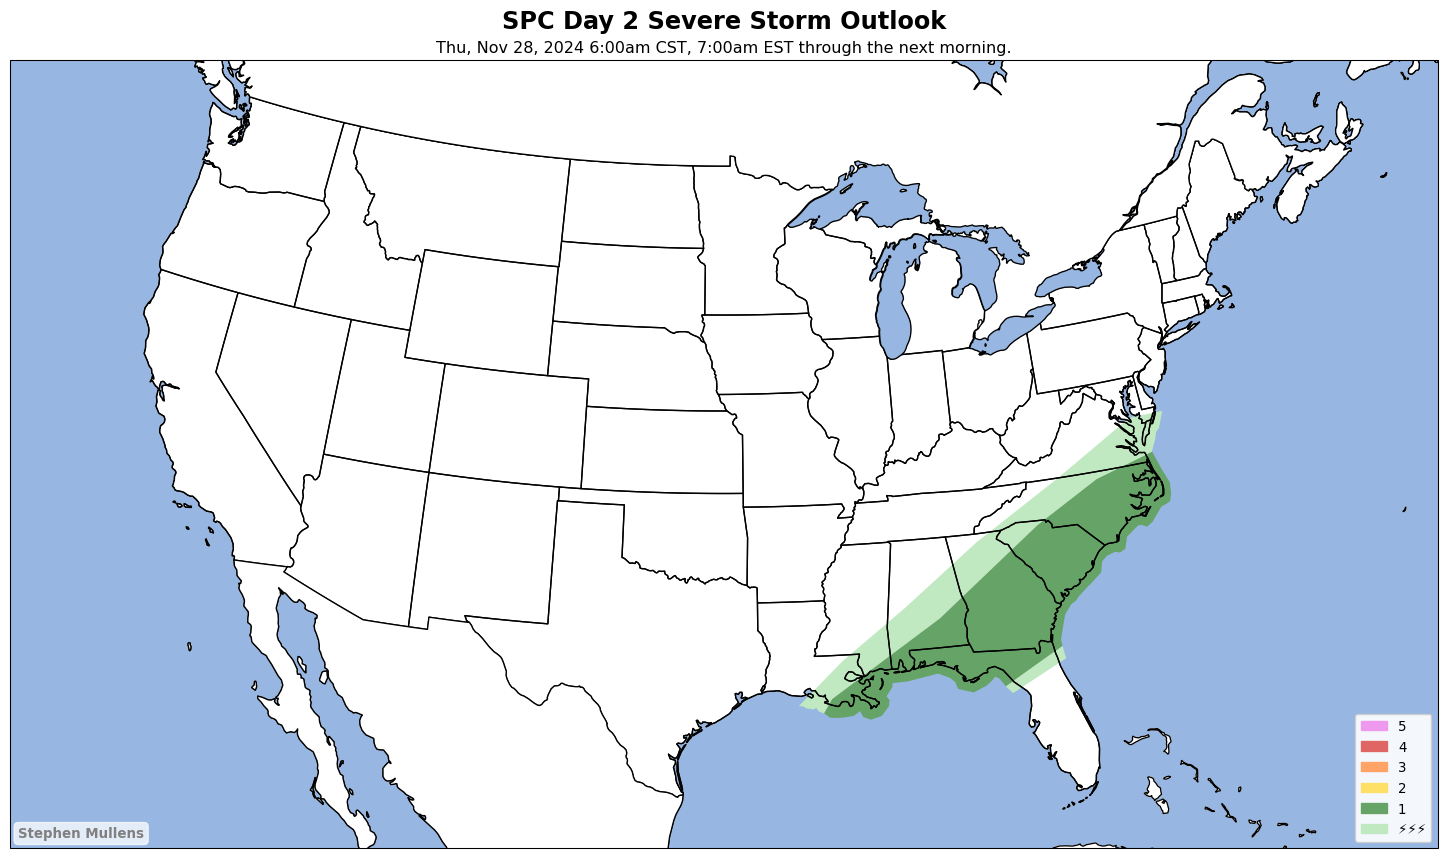 SPC Day 2 Severe Storm Outlook
Thu, Nov 28, 2024 6:00am CST, 7:00am EST through the next morning.
5
4
3
2
1
⚡⚡⚡
Stephen Mullens